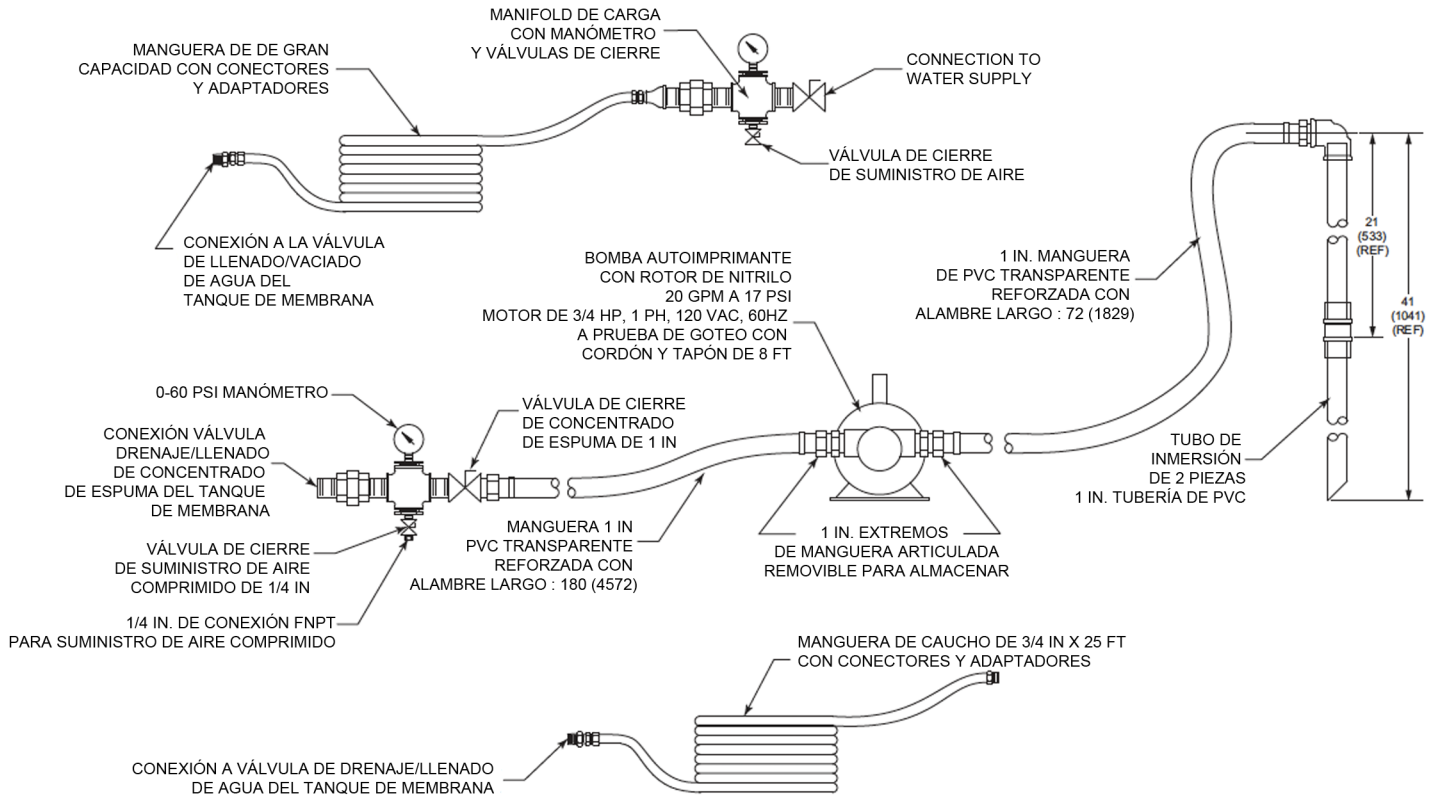 MANIFOLD DE CARGA
CON MANÓMETRO
Y VÁLVULAS DE CIERRE
MANGUERA DE DE GRAN
CAPACIDAD CON CONECTORES
Y ADAPTADORES
CONNECTION TO
WATER SUPPLY
VÁLVULA DE CIERRE
DE SUMINISTRO DE AIRE
CONEXIÓN A LA VÁLVULA
DE LLENADO/VACIADO
DE AGUA DEL
TANQUE DE MEMBRANA
BOMBA AUTOIMPRIMANTE
CON ROTOR DE NITRILO
20 GPM A 17 PSI
MOTOR DE 3/4 HP, 1 PH, 120 VAC, 60HZ
A PRUEBA DE GOTEO CON
CORDÓN Y TAPÓN DE 8 FT
1 IN. MANGUERA
DE PVC TRANSPARENTE
REFORZADA CON
ALAMBRE LARGO : 72 (1829)
21
(533)
(REF)
41
(1041)
(REF)
0-60 PSI MANÓMETRO
VÁLVULA DE CIERRE
DE CONCENTRADO
DE ESPUMA DE 1 IN
CONEXIÓN VÁLVULA
DRENAJE/LLENADO
DE CONCENTRADO
DE ESPUMA DEL TANQUE
DE MEMBRANA
TUBO DE
INMERSIÓN
DE 2 PIEZAS
1 IN. TUBERÍA DE PVC
MANGUERA 1 IN
PVC TRANSPARENTE
REFORZADA CON
ALAMBRE LARGO : 180 (4572)
1 IN. EXTREMOS
DE MANGUERA ARTICULADA
REMOVIBLE PARA ALMACENAR
VÁLVULA DE CIERRE
DE SUMINISTRO DE AIRE
COMPRIMIDO DE 1/4 IN
1/4 IN. DE CONEXIÓN FNPT
PARA SUMINISTRO DE AIRE COMPRIMIDO
MANGUERA DE CAUCHO DE 3/4 IN X 25 FT
CON CONECTORES Y ADAPTADORES
CONEXIÓN A VÁLVULA DE DRENAJE/LLENADO
DE AGUA DEL TANQUE DE MEMBRANA